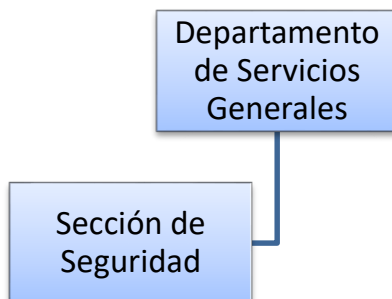 Departamento
de Servicios
Generales
Sección de
Seguridad